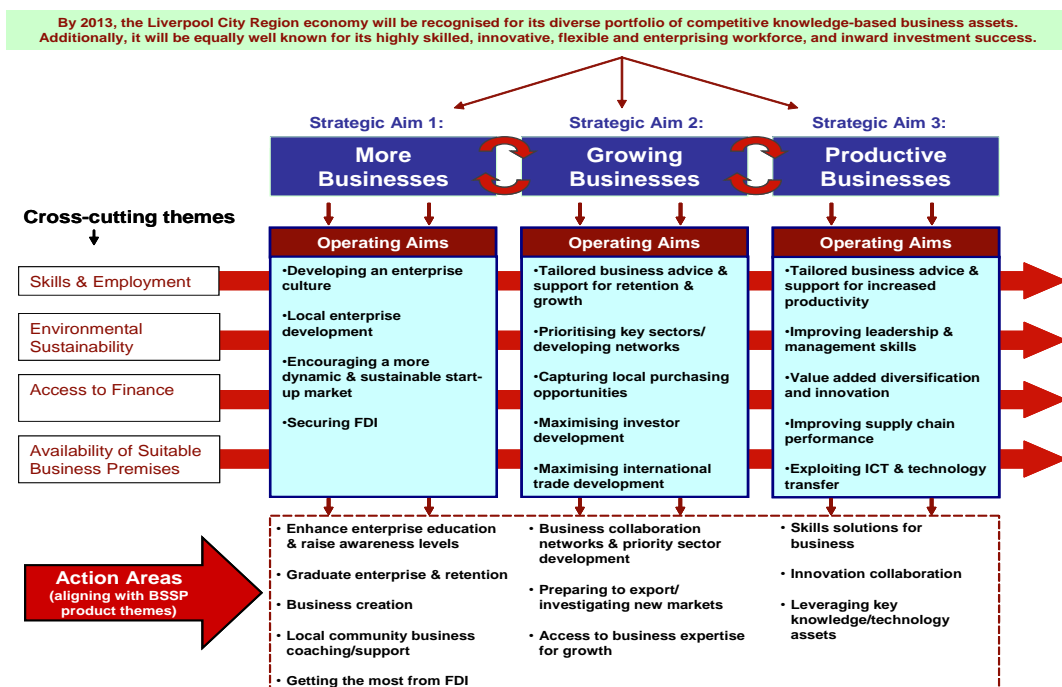 By 2013, the Liverpool City Region economy will be recognised for its diverse portfolio of competitive knowledge-based business assets.
Additionally, it will be equally well known for its highly skilled, innovative, flexible and enterprising workforce, and inward investment success.
Strategic Aim 1:
More
Businesses
Strategic Aim 2:
Growing
Businesses
Strategic Aim 3:
Productive
Businesses
Cross-cutting themes
Skills & Employment
Environmental
Sustainability
Access to Finance
Availability of Suitable
Business Premises
Operating Aims
•Developing an enterprise
culture
•Local enterprise
development
•Encouraging a more
dynamic & sustainable start-
up market
•Securing FDI
Operating Aims
•Tailored business advice &
support for retention &
growth
•Prioritising key sectors/
developing networks
•Capturing local purchasing
opportunities
•Maximising investor
development
•Maximising international
trade development
Operating Aims
•Tailored business advice &
support for increased
productivity
•Improving leadership &
management skills
•Value added diversification
and innovation
•Improving supply chain
performance
•Exploiting ICT & technology
transfer
Action Areas
(aligning with BSSP
product themes)
• Enhance enterprise education
& raise awareness levels
• Graduate enterprise & retention
• Business creation
• Local community business
coaching/support
• Getting the most from FDI
• Business collaboration
networks & priority sector
development
• Preparing to export/
investigating new markets
• Access to business expertise
for growth
• Skills solutions for
business
• Innovation collaboration
• Leveraging key
knowledge/technology
assets